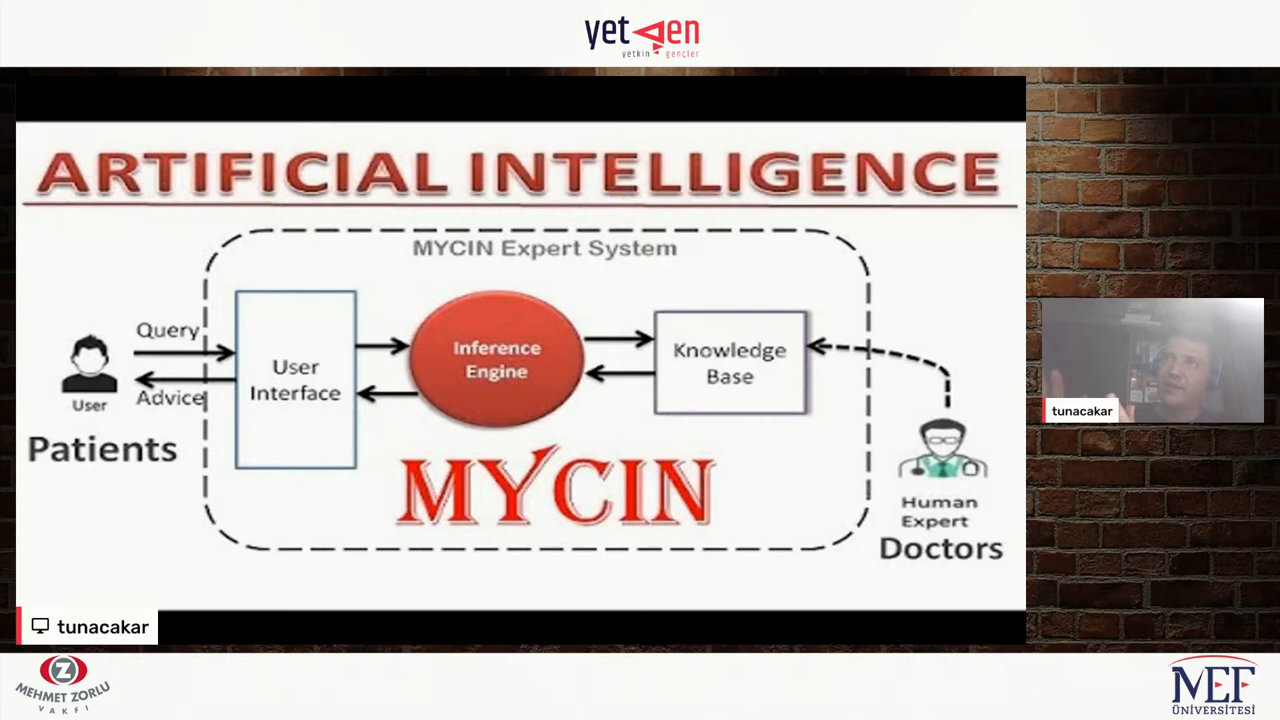 yetgen
yetkin gençler
ARTIFICIAL INTELLIGENCE
MYCIN Expert System
Query
Advice
User
Patients
User
Interface
Inference
Engine
Knowledge
Base
MYCIN
Human
Expert
Doctors
tunacakar
tunacakar
Z
MEHMET ZORLU
VAKFI
MEF
ÜNİVERSİTESİ